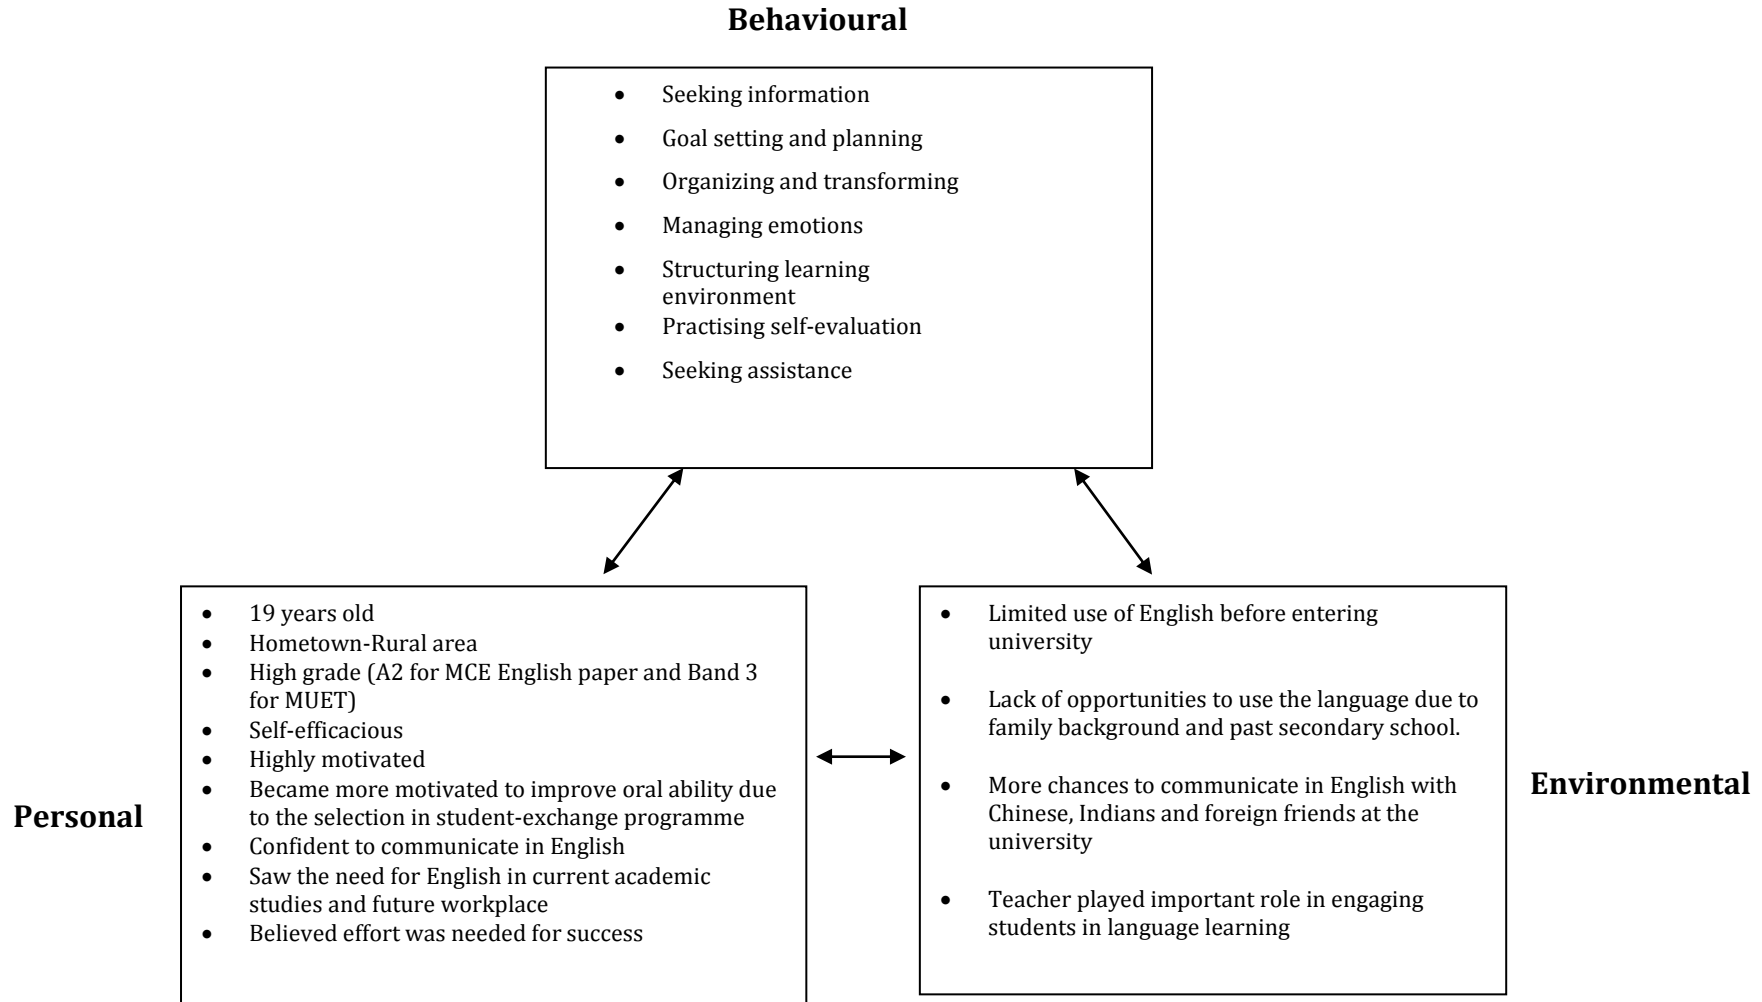 Behavioural
• Seeking information
• Goal setting and planning
• Organizing and transforming
• Managing emotions
• Structuring learning
environment
• Practising self-evaluation
• Seeking assistance
Personal
• 19 years old
• Hometown-Rural area
• High grade (A2 for MCE English paper and Band 3
for MUET)
• Self-efficacious
• Highly motivated
• Became more motivated to improve oral ability due
to the selection in student-exchange programme
• Confident to communicate in English
• Saw the need for English in current academic
studies and future workplace
• Believed effort was needed for success
• Limited use of English before entering
university
• Lack of opportunities to use the language due to
family background and past secondary school.
• More chances to communicate in English with
Chinese, Indians and foreign friends at the
university
• Teacher played important role in engaging
students in language learning
Environmental